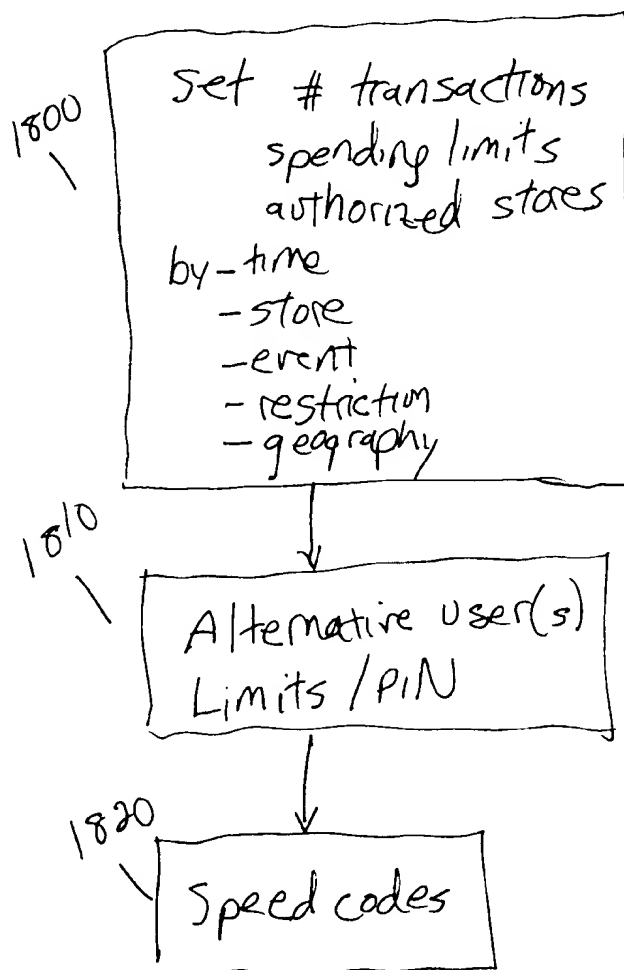 1800
set # transactions
spending limits
authorized stores
by - time
- store
- event
- restriction
- geography
1810
Alternative user(s)
Limits / PIN
1820
Speed codes